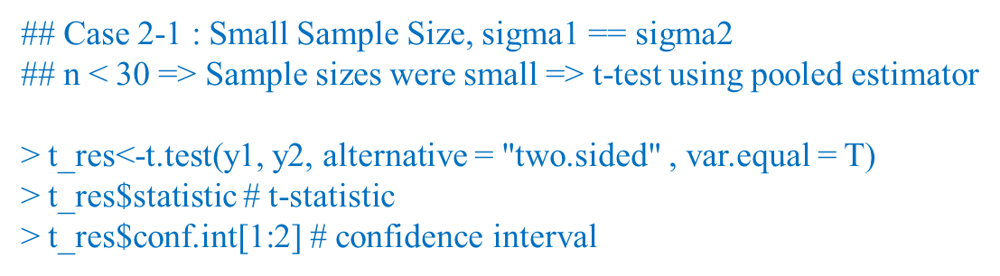 ## Case 2-1 : Small Sample Size, sigma1 == sigma2
## n < 30 => Sample sizes were small => t-test using pooled estimator
> t_res<-t.test(y1, y2, alternative = "two.sided" , var.equal = T)
> t_res$statistic # t-statistic
> t_res$conf.int[1:2] # confidence interval